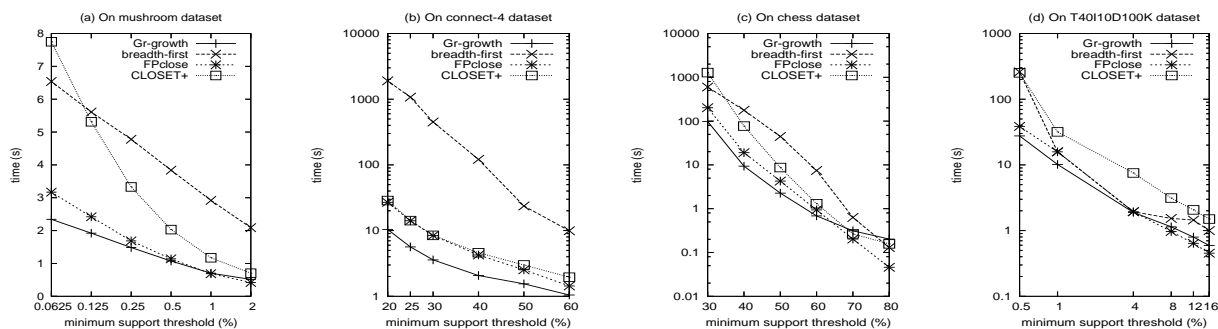 (a) On mushroom dataset
Gr-growth
breadth-first
FPclose
CLOSET+
8
7
6
5
4
3
2
1
0
time (s)
0.0625 0.125 0.25 0.5 1 2
minimum support threshold (%)
(b) On connect-4 dataset
Gr-growth
breadth-first
FPclose
CLOSET+
10000
1000
100
10
1
time (s)
20 25 30 40 50 60
minimum support threshold (%)
(c) On chess dataset
Gr-growth
breadth-first
FPclose
CLOSET+
10000
1000
100
10
1
0.1
0.01
time (s)
30 40 50 60 70 80
minimum support threshold (%)
(d) On T40I10D100K dataset
Gr-growth
breadth-first
FPclose
CLOSET+
1000
100
10
1
0.1
time (s)
0.5 1 4 8 12 16
minimum support threshold (%)